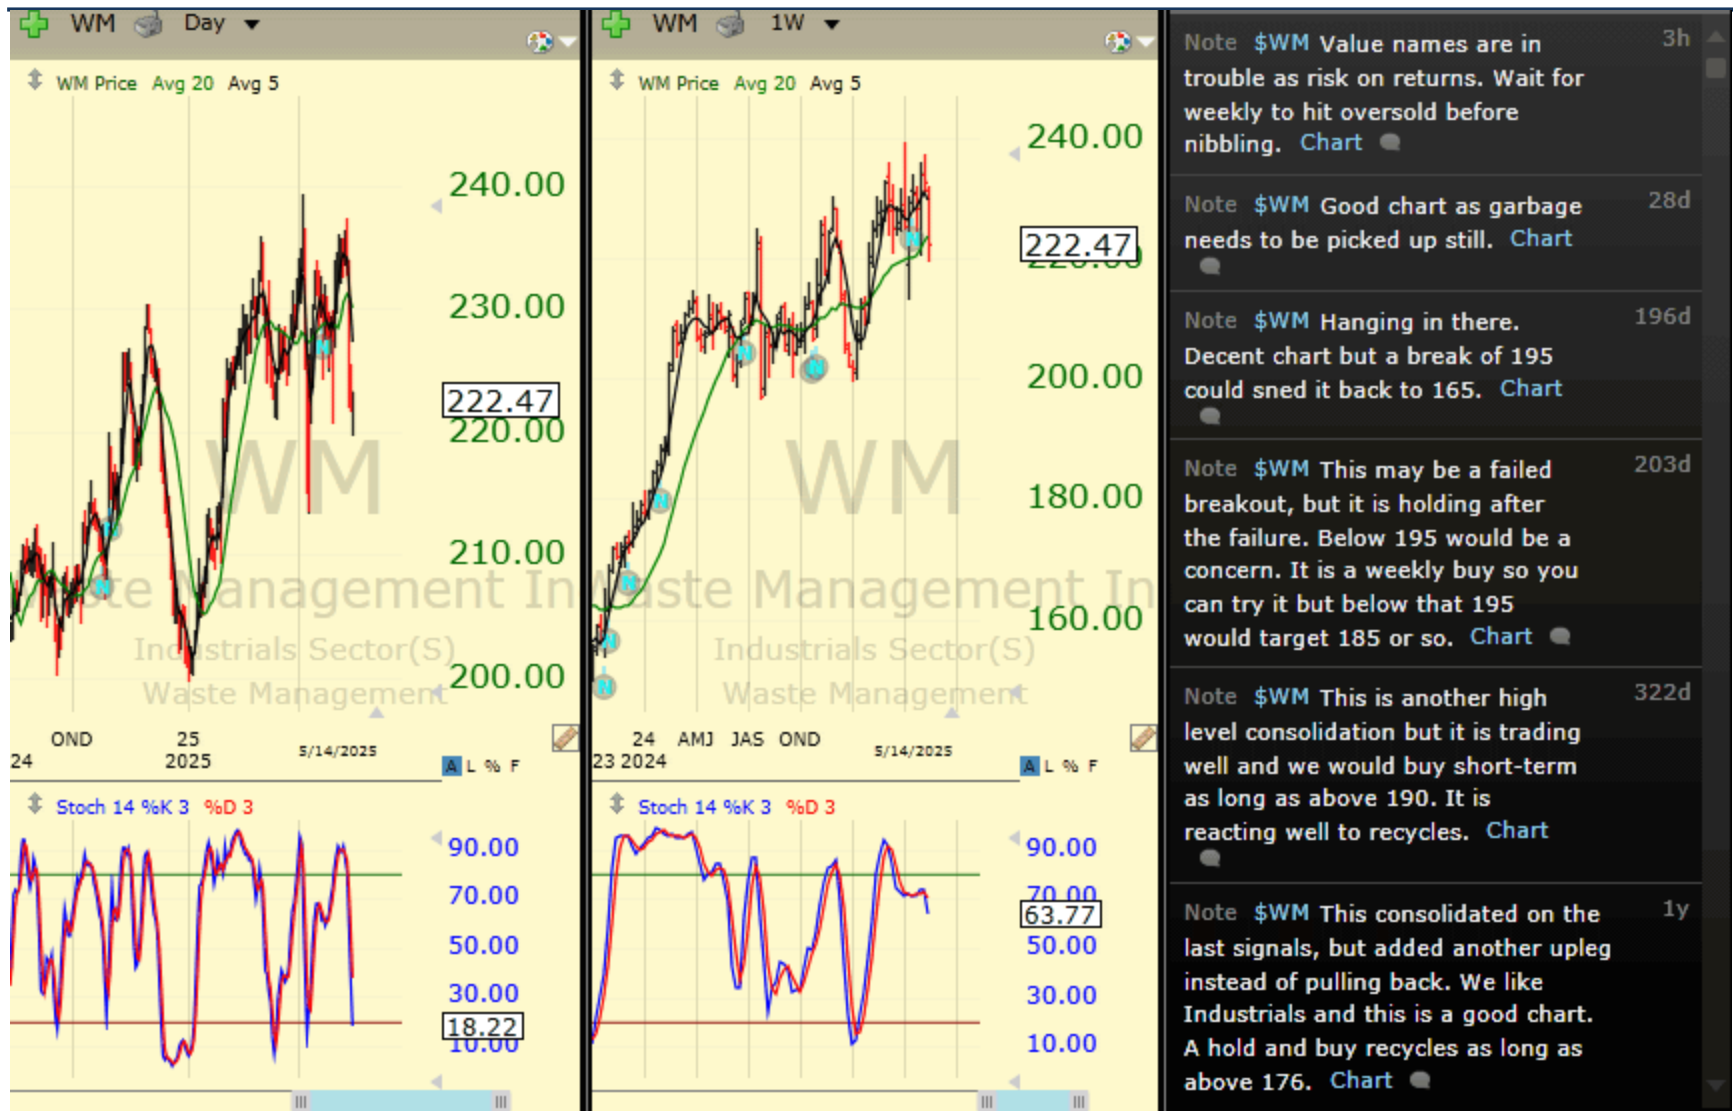 WM Day
WM Price Avg 20 Avg 5
240.00
230.00
222.47
220.00
210.00
200.00
WM
Waste Management In
Industrials Sector(S)
Waste Management
OND 25
24 2025 5/14/2025
A L % F
Stoch 14 %K 3 %D 3
90.00
70.00
50.00
30.00
18.22
10.00
WM 1W
WM Price Avg 20 Avg 5
240.00
222.47
220.00
200.00
180.00
160.00
WM
Waste Management In
Industrials Sector(S)
Waste Management
24 AMJ JAS OND
23 2024 5/14/2025
A L % F
Stoch 14 %K 3 %D 3
90.00
70.00
63.77
50.00
30.00
10.00
Note $WM Value names are in 3h
trouble as risk on returns. Wait for
weekly to hit oversold before
nibbling. Chart
Note $WM Good chart as garbage 28d
needs to be picked up still. Chart
Note $WM Hanging in there. 196d
Decent chart but a break of 195
could sned it back to 165. Chart
Note $WM This may be a failed 203d
breakout, but it is holding after
the failure. Below 195 would be a
concern. It is a weekly buy so you
can try it but below that 195
would target 185 or so. Chart
Note $WM This is another high 322d
level consolidation but it is trading
well and we would buy short-term
as long as above 190. It is
reacting well to recycles. Chart
Note $WM This consolidated on the 1y
last signals, but added another upleg
instead of pulling back. We like
Industrials and this is a good chart.
A hold and buy recycles as long as
above 176. Chart